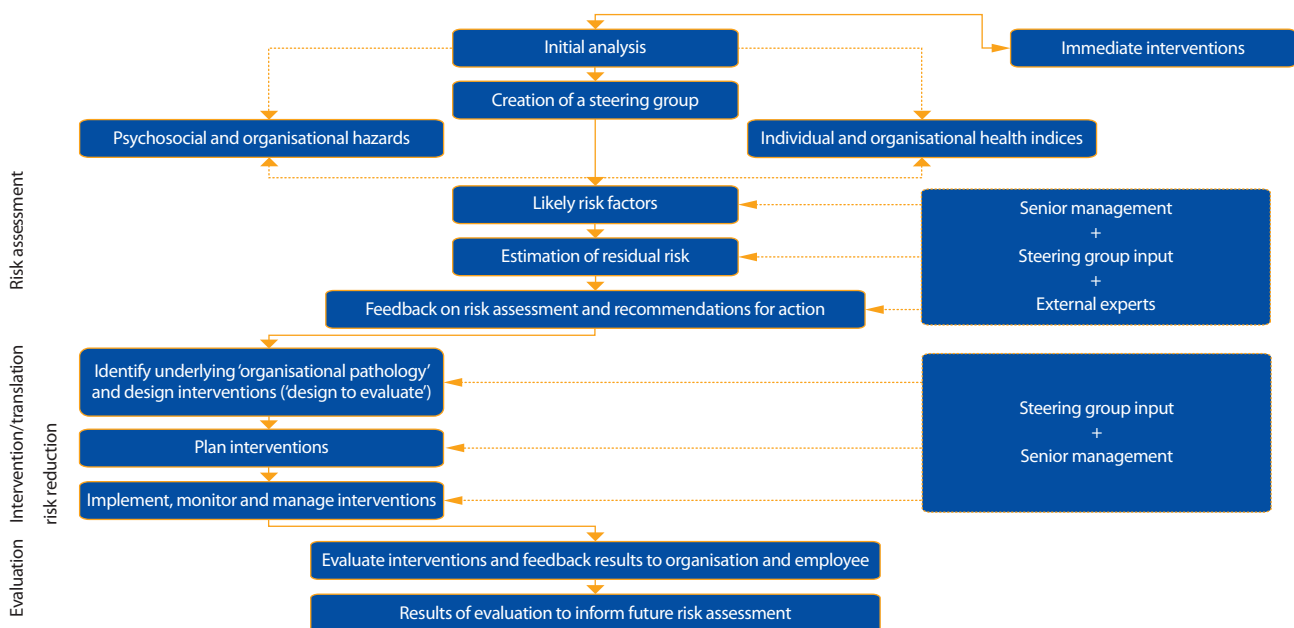 Initial analysis
Immediate interventions
Creation of a steering group
Psychosocial and organisational hazards
Individual and organisational health indices
Risk assessment
Likely risk factors
Estimation of residual risk
Feedback on risk assessment and recommendations for action
Senior management
+
Steering group input
+
External experts
Intervention/translation
risk reduction
Identify underlying ‘organisational pathology’
and design interventions (‘design to evaluate’)
Plan interventions
Implement, monitor and manage interventions
Steering group input
+
Senior management
Evaluation
Evaluate interventions and feedback results to organisation and employee
Results of evaluation to inform future risk assessment